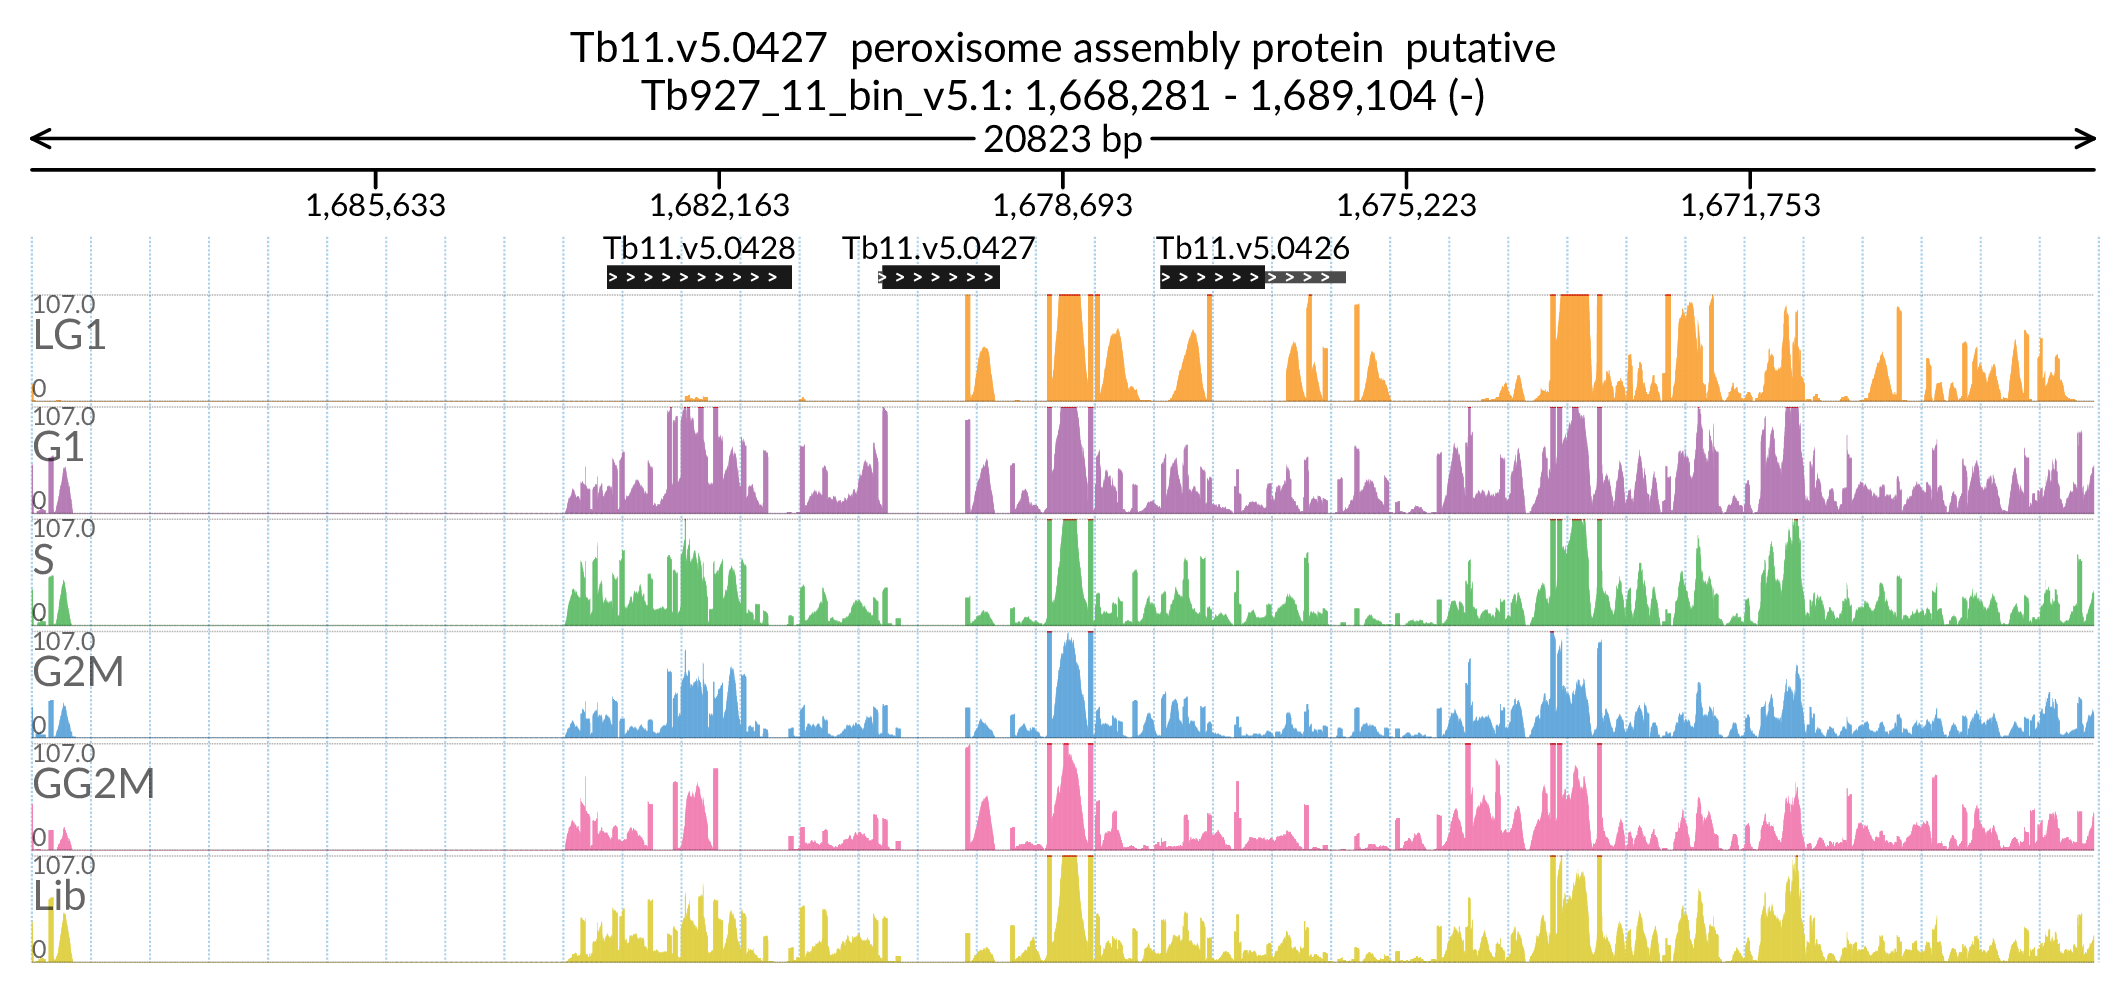 Tb11.v5.0427 peroxisome assembly protein putative
Tb927_11_bin_v5.1: 1,668,281 - 1,689,104 (-)
20823 bp
1,685,633 1,682,163 1,678,693 1,675,223 1,671,753
Tb11.v5.0428 Tb11.v5.0427 Tb11.v5.0426
107.0
LG1
0
107.0
G1
0
107.0
S
0
107.0
G2M
0
107.0
GG2M
0
107.0
Lib
0